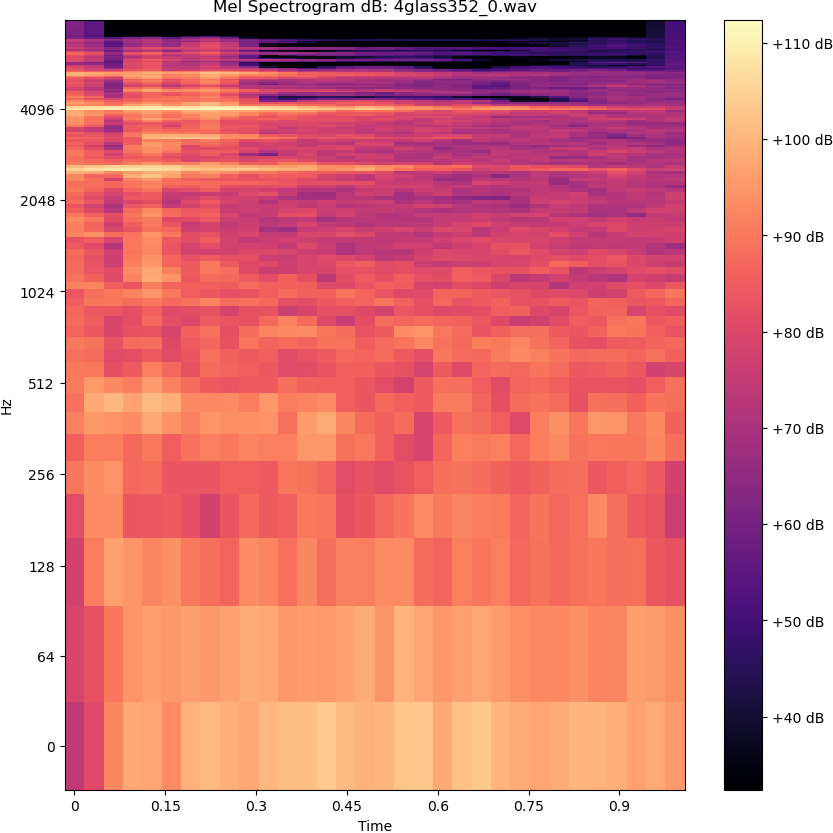 Mel Spectrogram dB: 4glass352_0.wav
Hz
4096
2048
1024
512
256
128
64
0
0 0.15 0.3 0.45 0.6 0.75 0.9
Time
+110 dB
+100 dB
+90 dB
+80 dB
+70 dB
+60 dB
+50 dB
+40 dB